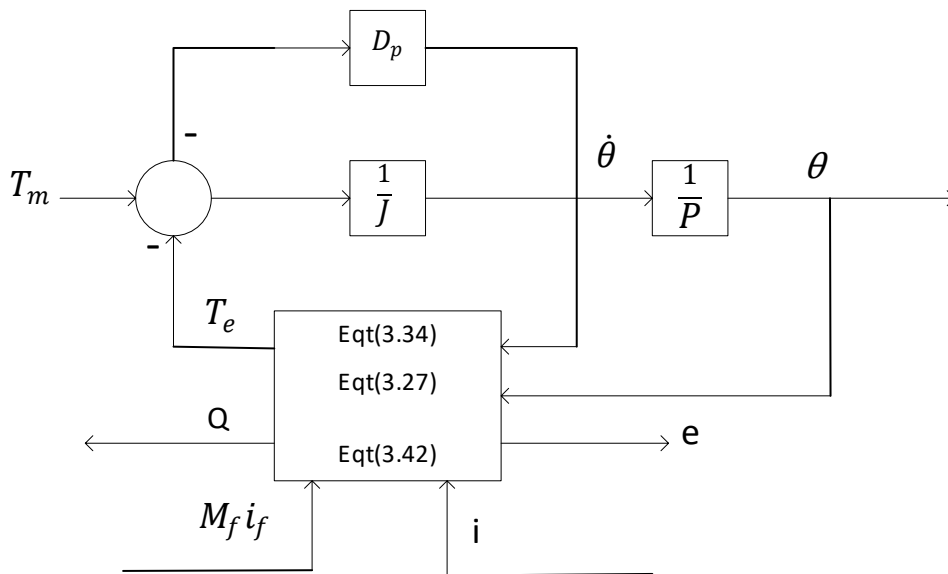 D_p
-
θ̇
θ
T_m
1/J
1/P
-
T_e
Eqt(3.34)
Eqt(3.27)
Q
e
Eqt(3.42)
M_f i_f
i